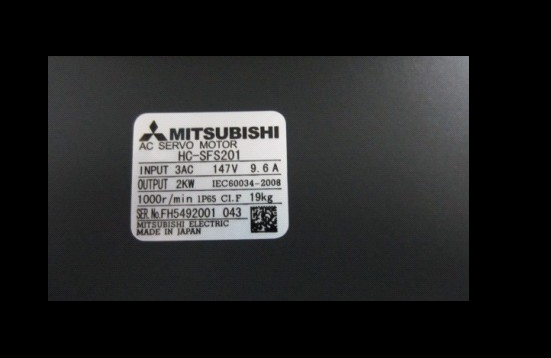 MITSUBISHI
AC SERVO MOTOR
HC-SFS201
INPUT 3AC 147V 9.6A
OUTPUT 2KW IEC60034-2008
1000r/min IP65 CI.F 19kg
SER.No.FH5492001 043
MITSUBISHI ELECTRIC
MADE IN JAPAN